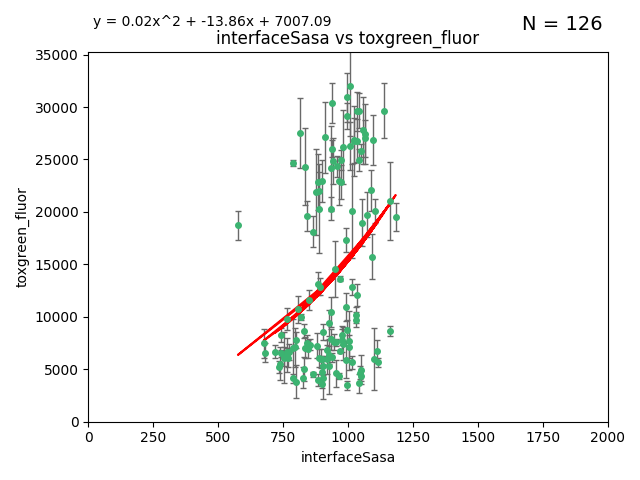 y = 0.02x^2 + -13.86x + 7007.09
N = 126
interfaceSasa vs toxgreen_fluor
35000
30000
25000
20000
15000
10000
5000
0
toxgreen_fluor
0 250 500 750 1000 1250 1500 1750 2000
interfaceSasa